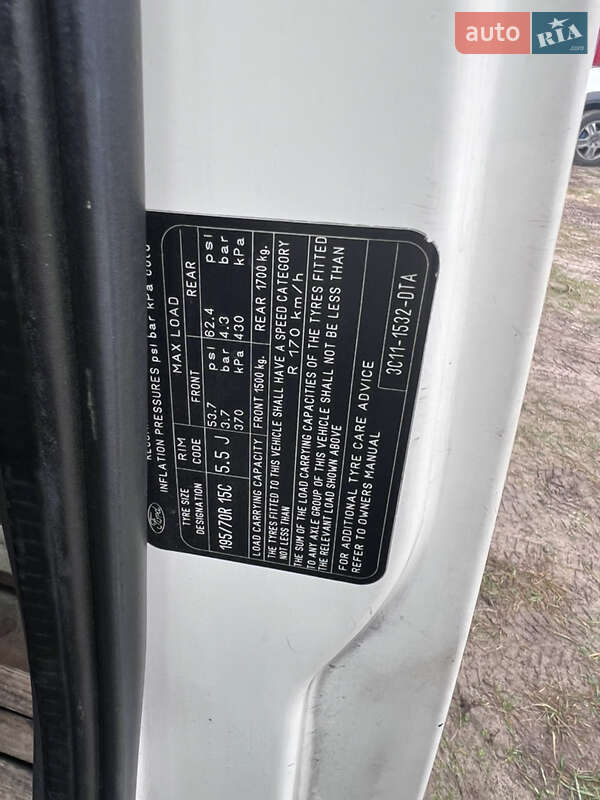 auto RIA.com
INFLATION PRESSURES psi bar kPa
Ford
TYRE SIZE DESIGNATION
RIM CODE
MAX LOAD
FRONT
REAR
195/70R 15C
5.5 J
53.7 psi
3.7 bar
370 kPa
62.4 psi
4.3 bar
430 kPa
LOAD CARRYING CAPACITY FRONT 1500 kg. REAR 1700 kg.
THE TYRES FITTED TO THIS VEHICLE SHALL HAVE A SPEED CATEGORY
NOT LESS THAN R 170 km/h
THE SUM OF THE LOAD CARRYING CAPACITIES OF THE TYRES FITTED
TO ANY AXLE GROUP OF THIS VEHICLE SHALL NOT BE LESS THAN
THE RELEVANT LOAD SHOWN ABOVE
FOR ADDITIONAL TYRE CARE ADVICE
REFER TO OWNERS MANUAL
3C11-1532-DTA